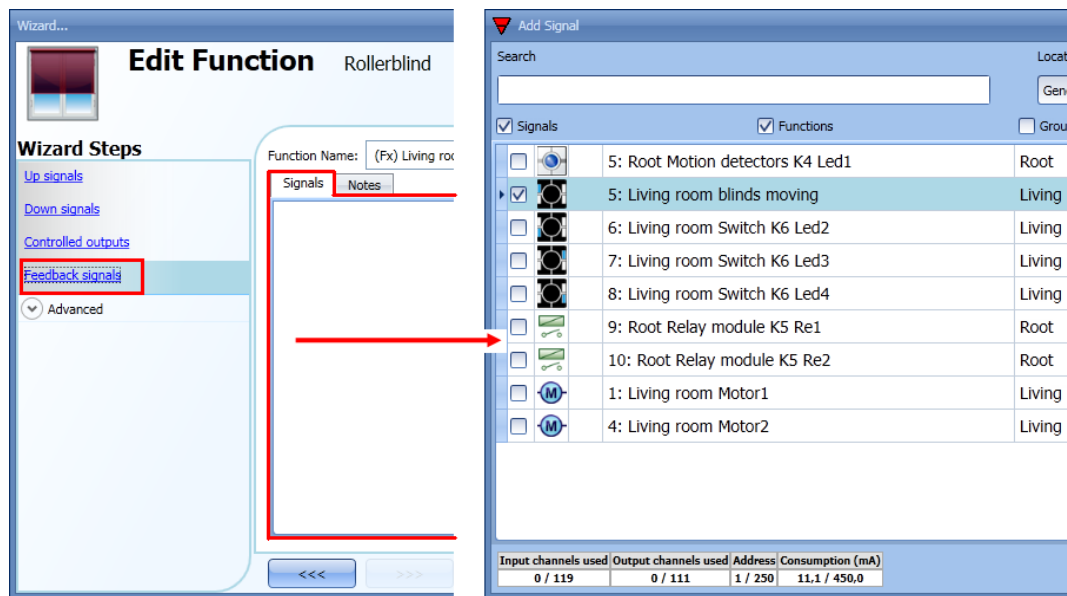 Wizard...
Edit Function Rollerblind
Wizard Steps
Up signals
Down signals
Controlled outputs
Feedback signals
Advanced
Function Name: (Fx) Living roo
Signals Notes
<<< >>>
Add Signal
Search Locat
Gen
Signals Functions Grou
5: Root Motion detectors K4 Led1 Root
5: Living room blinds moving Living
6: Living room Switch K6 Led2 Living
7: Living room Switch K6 Led3 Living
8: Living room Switch K6 Led4 Living
9: Root Relay module K5 Re1 Root
10: Root Relay module K5 Re2 Root
M 1: Living room Motor1 Living
M 4: Living room Motor2 Living
Input channels used Output channels used Address Consumption (mA)
0 / 119 0 / 111 1 / 250 11,1 / 450,0